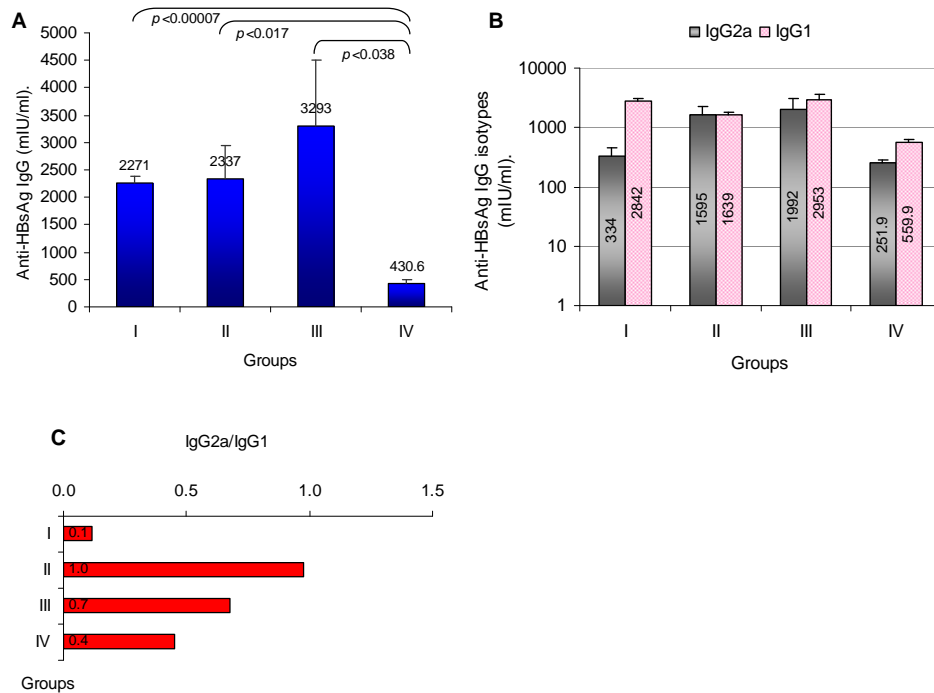 A
p<0.00007
p<0.017
p<0.038
Anti-HBsAg IgG (mIU/ml).
5000
4500
4000
3500
3000
2500
2000
1500
1000
500
0
2271
2337
3293
430.6
I II III IV
Groups
B
IgG2a IgG1
Anti-HBsAg IgG isotypes
(mIU/ml).
10000
1000
100
10
1
334 2842 1595 1639 1992 2953 251.9 559.9
I II III IV
Groups
C
IgG2a/IgG1
0.0 0.5 1.0 1.5
I 0.1
II 1.0
III 0.7
IV 0.4
Groups